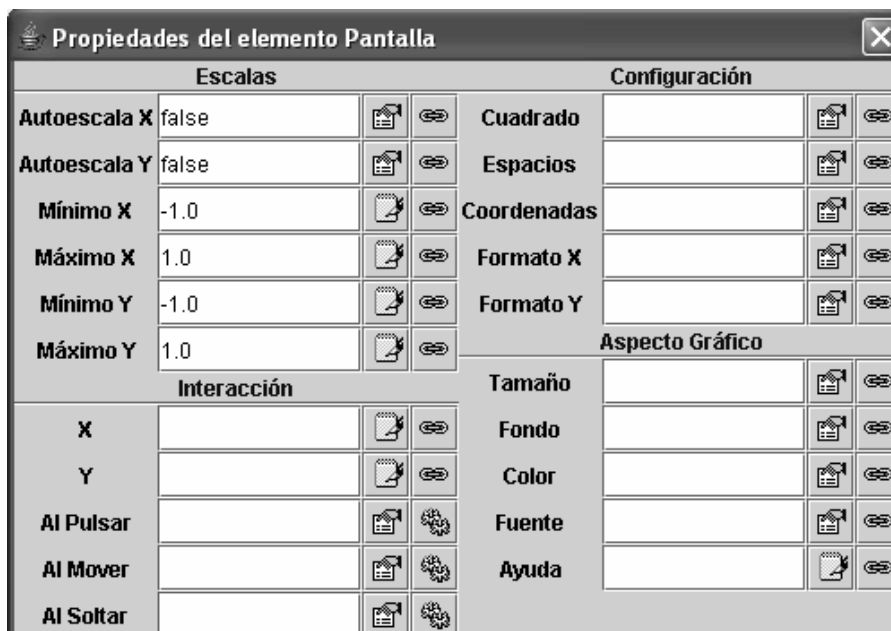 Propiedades del elemento Pantalla
Escalas
Autoescala X false
Autoescala Y false
Mínimo X -1.0
Máximo X 1.0
Mínimo Y -1.0
Máximo Y 1.0
Interacción
X
Y
Al Pulsar
Al Mover
Al Soltar
Configuración
Cuadrado
Espacios
Coordenadas
Formato X
Formato Y
Aspecto Gráfico
Tamaño
Fondo
Color
Fuente
Ayuda